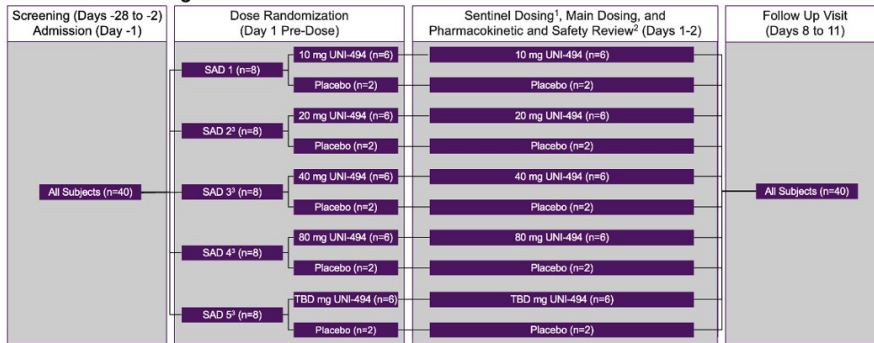 Screening (Days -28 to -2)
Admission (Day -1)
Dose Randomization
(Day 1 Pre-Dose)
Sentinel Dosing¹, Main Dosing, and
Pharmacokinetic and Safety Review² (Days 1-2)
Follow Up Visit
(Days 8 to 11)
All Subjects (n=40)
SAD 1 (n=8)
10 mg UNI-494 (n=6)
Placebo (n=2)
10 mg UNI-494 (n=6)
Placebo (n=2)
SAD 2³ (n=8)
20 mg UNI-494 (n=6)
Placebo (n=2)
20 mg UNI-494 (n=6)
Placebo (n=2)
SAD 3³ (n=8)
40 mg UNI-494 (n=6)
Placebo (n=2)
40 mg UNI-494 (n=6)
Placebo (n=2)
SAD 4³ (n=8)
80 mg UNI-494 (n=6)
Placebo (n=2)
80 mg UNI-494 (n=6)
Placebo (n=2)
SAD 5³ (n=8)
TBD mg UNI-494 (n=6)
Placebo (n=2)
TBD mg UNI-494 (n=6)
Placebo (n=2)
All Subjects (n=40)